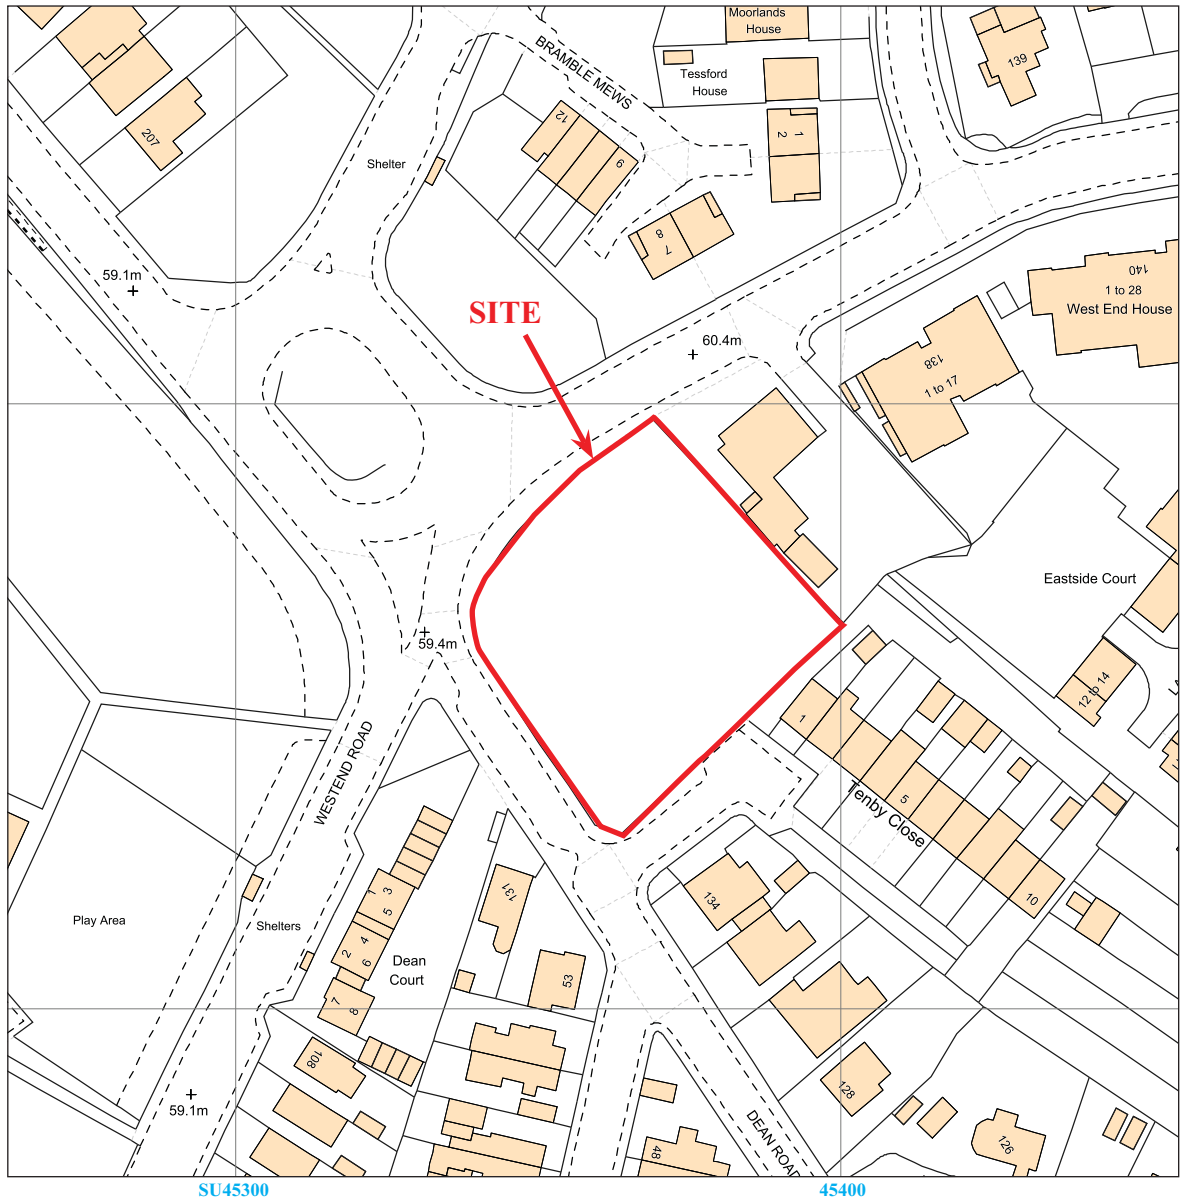 Moorlands
House
BRAMBLE MEWS
139
Tessford
House
207
12
9
1
2
Shelter
8
7
59.1m
140
1 to 28
West End House
SITE
60.4m
138
1 to 17
Eastside Court
59.4m
12 to 14
1
WESTEND ROAD
Tenby Close
5
10
134
131
1
3
5
Play Area
Shelters
2
4
6
Dean
Court
53
7
8
108
128
59.1m
DEAN ROAD
126
48
SU45300
45400